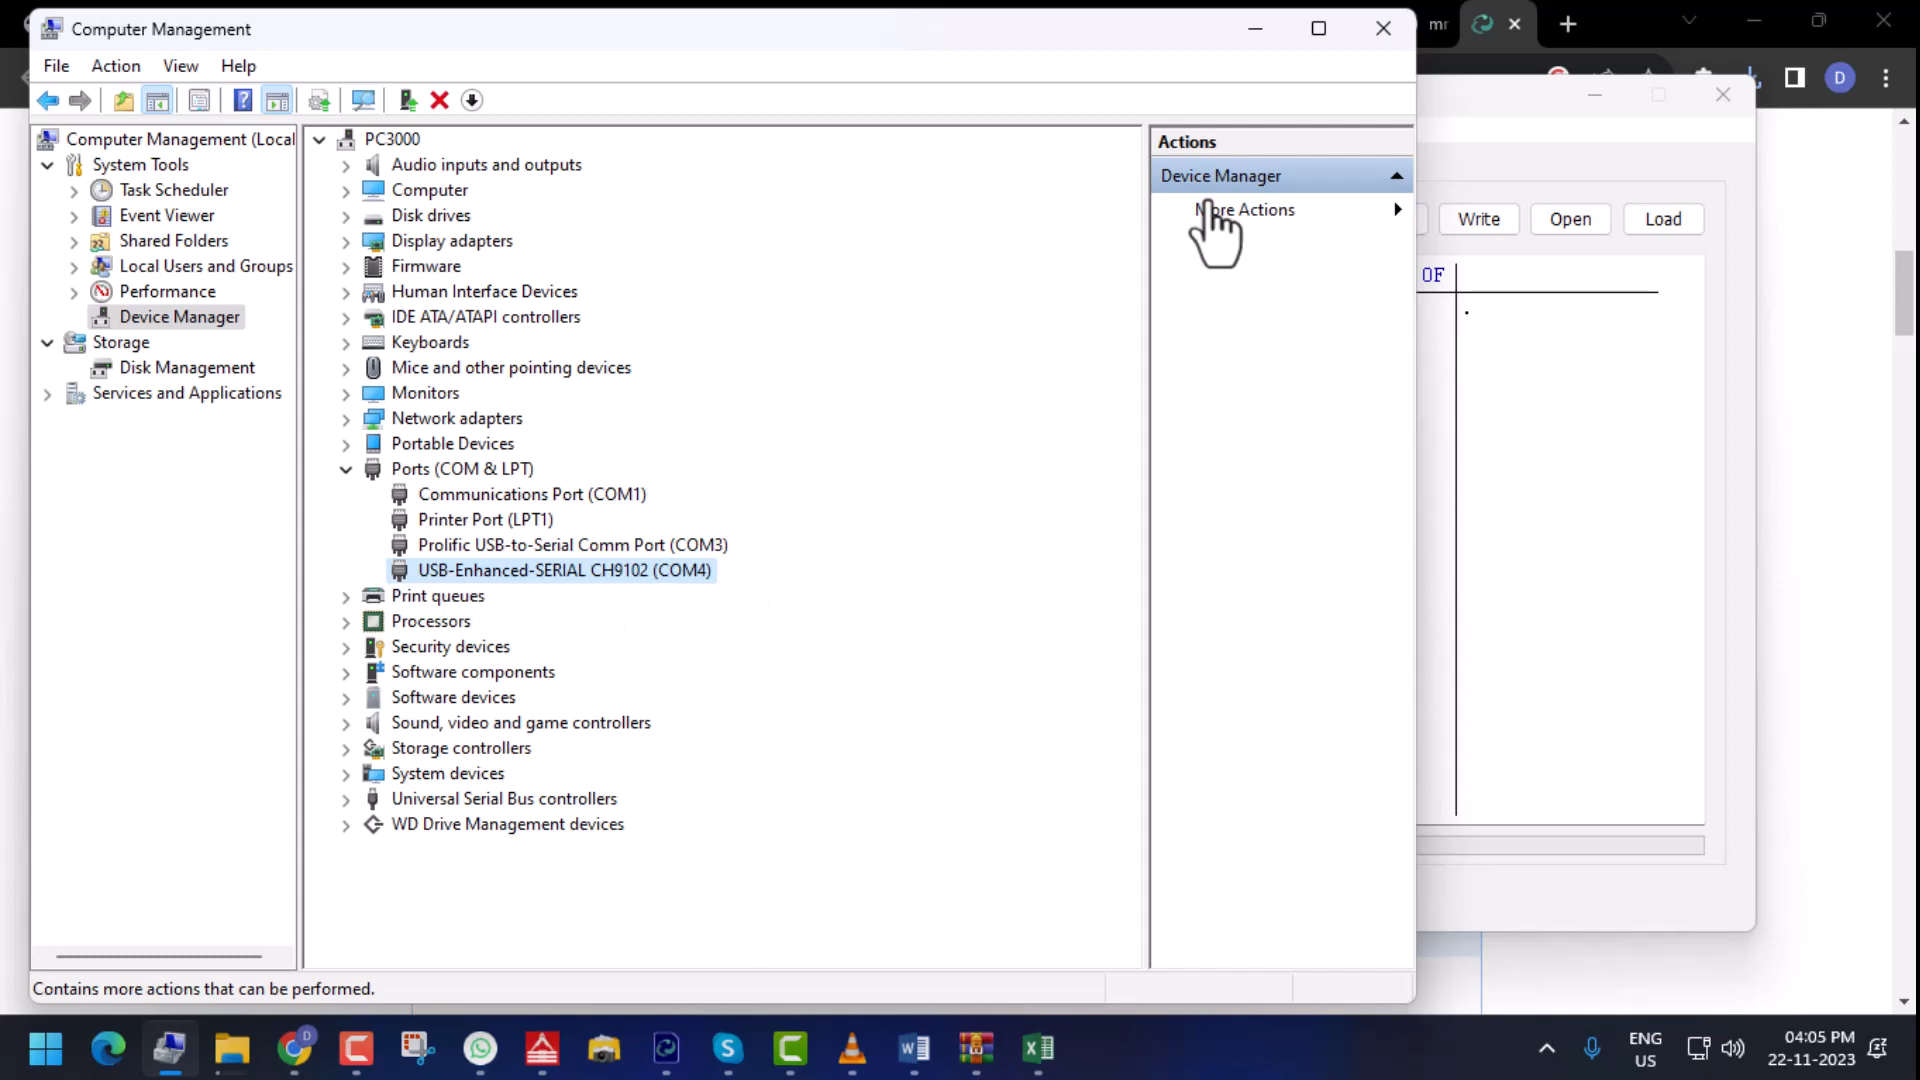 Computer Management
mr
File Action View Help
D
Computer Management (Local
System Tools
Task Scheduler
Event Viewer
Shared Folders
Local Users and Groups
Performance
Device Manager
Storage
Disk Management
Services and Applications
PC3000
Audio inputs and outputs
Computer
Disk drives
Display adapters
Firmware
Human Interface Devices
IDE ATA/ATAPI controllers
Keyboards
Mice and other pointing devices
Monitors
Network adapters
Portable Devices
Ports (COM & LPT)
Communications Port (COM1)
Printer Port (LPT1)
Prolific USB-to-Serial Comm Port (COM3)
USB-Enhanced-SERIAL CH9102 (COM4)
Print queues
Processors
Security devices
Software components
Software devices
Sound, video and game controllers
Storage controllers
System devices
Universal Serial Bus controllers
WD Drive Management devices
Actions
Device Manager
More Actions
Write Open Load
0F
.
Contains more actions that can be performed.
ENG
US
04:05 PM
22-11-2023